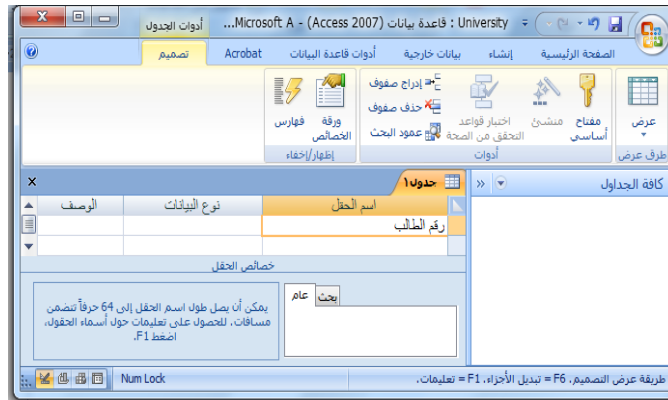 University : قاعدة بيانات (Access 2007) - Microsoft A...
أدوات الجدول
الصفحة الرئيسية
إنشاء
بيانات خارجية
أدوات قاعدة البيانات
Acrobat
تصميم
عرض
طرق عرض
مفتاح أساسي
منشئ
اختبار قواعد التحقق من الصحة
إدراج صفوف
حذف صفوف
عمود البحث
أدوات
ورقة الخصائص
فهارس
إظهار/إخفاء
كافة الجداول
جدول١
اسم الحقل
نوع البيانات
الوصف
رقم الطالب
خصائص الحقل
عام
بحث
يمكن أن يصل طول اسم الحقل إلى 64 حرفاً تتضمن
مسافات. للحصول على تعليمات حول أسماء الحقول،
اضغط F1.
طريقة عرض التصميم. F6 = تبديل الأجزاء. F1 = تعليمات.
Num Lock